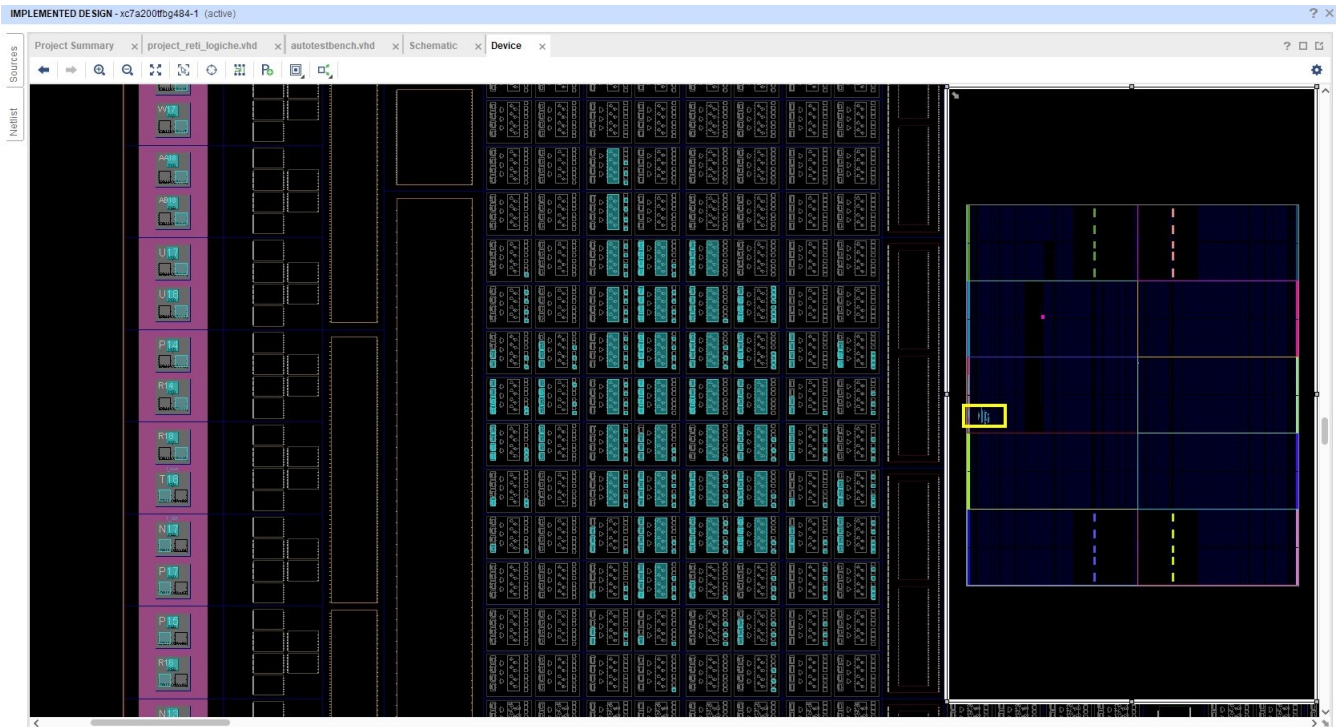 IMPLEMENTED DESIGN - xc7a200tfbg484-1 (active)
Sources
Netlist
Project Summary
project_reti_logiche.vhd
autotestbench.vhd
Schematic
Device
W17
AA18
AB18
U17
U18
P14
R14
R18
T18
N17
P17
P15
R16
N13